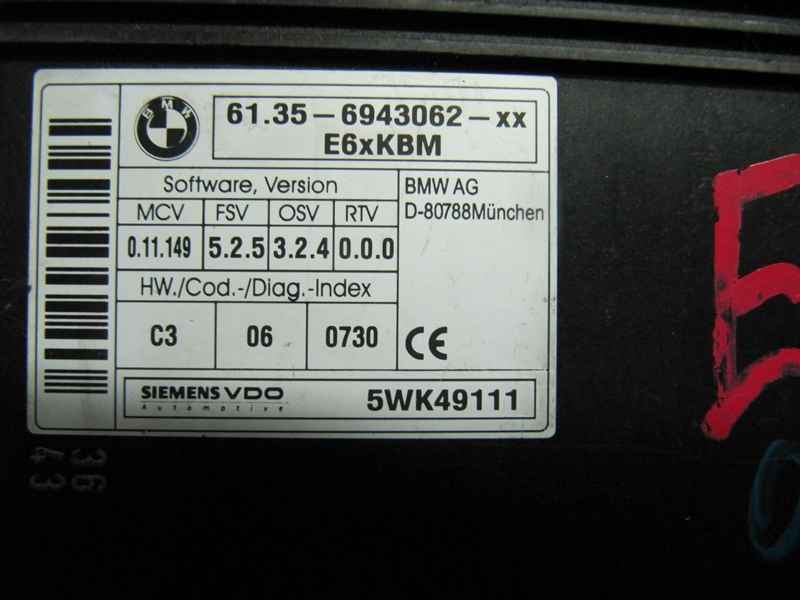 BMW
61.35-6943062-xx
E6xKBM
Software, Version
MCV FSV OSV RTV
0.11.149 5.2.5 3.2.4 0.0.0
HW./Cod.-/Diag.-Index
C3 06 0730
BMW AG
D-80788München
CE
SIEMENS VDO
Automotive
5WK49111
36
43